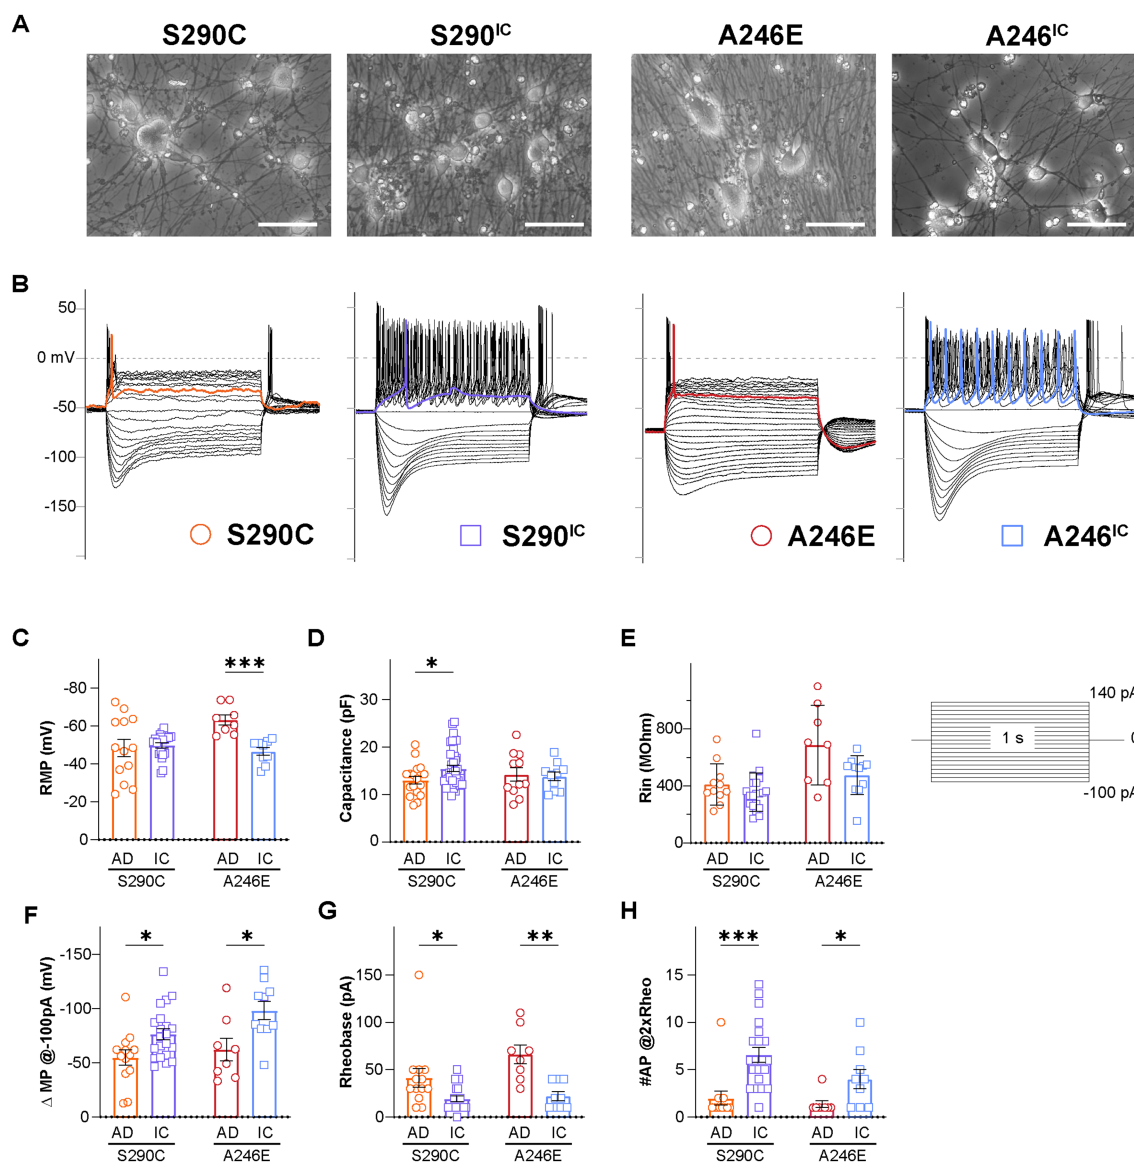 A
S290C
S290IC
A246E
A246IC
B
50
0 mV
-50
-100
-150
S290C
S290IC
A246E
A246IC
C
RMP (mV)
-80
-60
-40
-20
0
***
AD IC AD IC
S290C A246E
D
Capacitance (pF)
30
20
10
0
*
AD IC AD IC
S290C A246E
E
Rin (MOhm)
800
400
0
AD IC AD IC
S290C A246E
140 pA
1 s
0
-100 pA
F
Δ MP @-100pA (mV)
-150
-100
-50
0
* *
AD IC AD IC
S290C A246E
G
Rheobase (pA)
150
100
50
0
* **
AD IC AD IC
S290C A246E
H
#AP @2xRheo
15
10
5
0
*** *
AD IC AD IC
S290C A246E